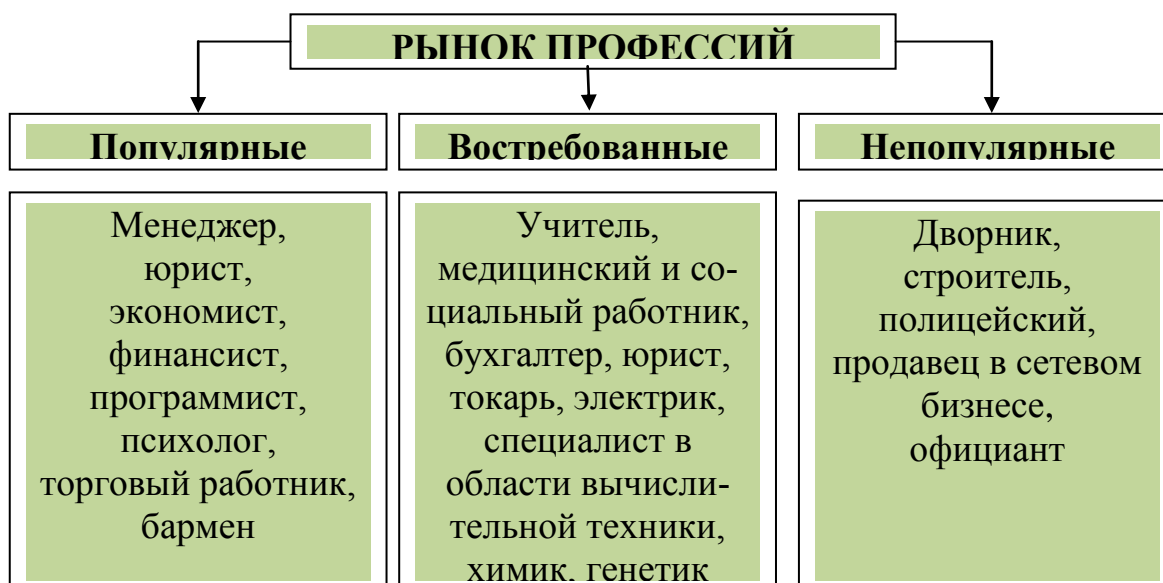 РЫНОК ПРОФЕССИЙ
Популярные
Востребованные
Непопулярные
Менеджер,
юрист,
экономист,
финансист,
программист,
психолог,
торговый работник,
бармен
Учитель,
медицинский и со-
циальный работник,
бухгалтер, юрист,
токарь, электрик,
специалист в
области вычисли-
тельной техники,
химик, генетик
Дворник,
строитель,
полицейский,
продавец в сетевом
бизнесе,
официант